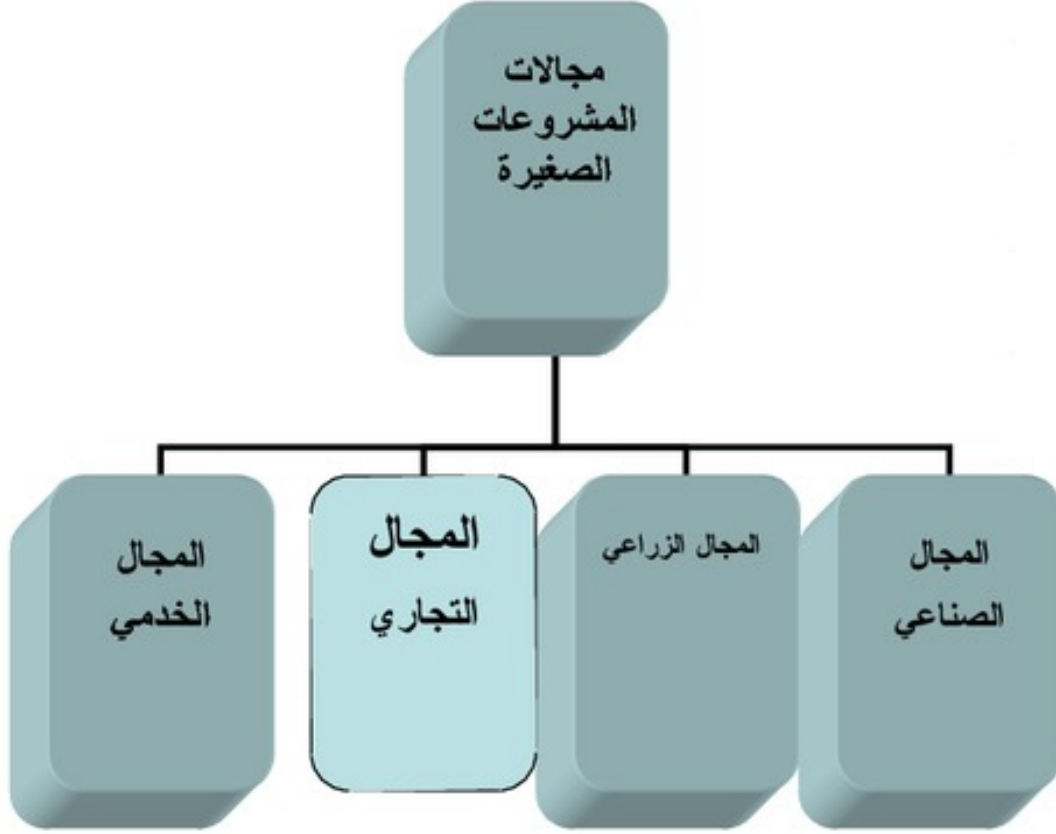 مجالات
المشروعات
الصغيرة
المجال
الصناعي
المجال الزراعي
المجال
التجاري
المجال
الخدمي